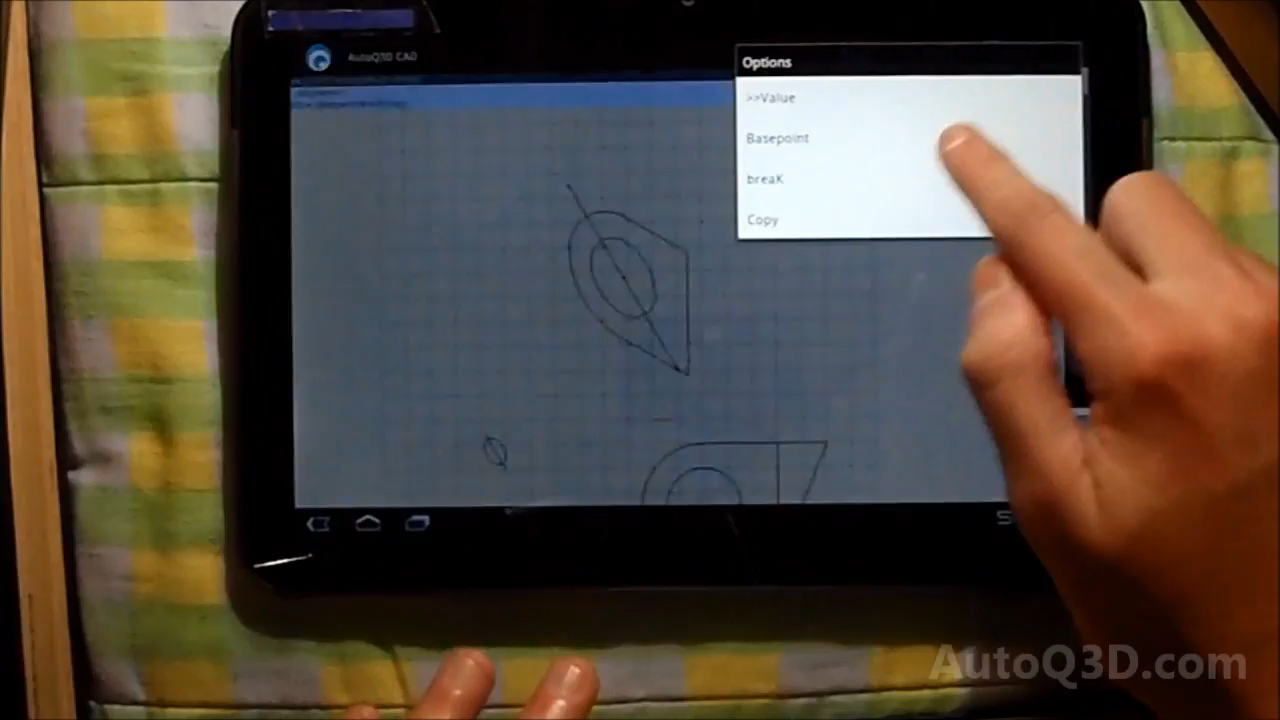 AutoQ3D CAD
Options
>>Value
Basepoint
breaK
Copy
AutoQ3D.com